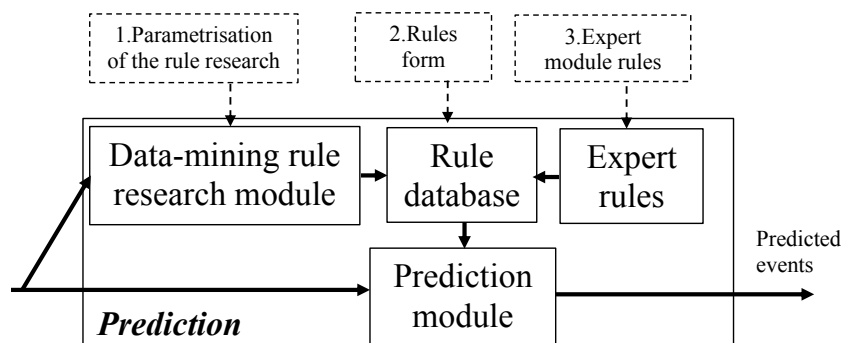 1.Parametrisation
of the rule research
2.Rules
form
3.Expert
module rules
Data-mining rule
research module
Rule
database
Expert
rules
Predicted
events
Prediction
module
Prediction